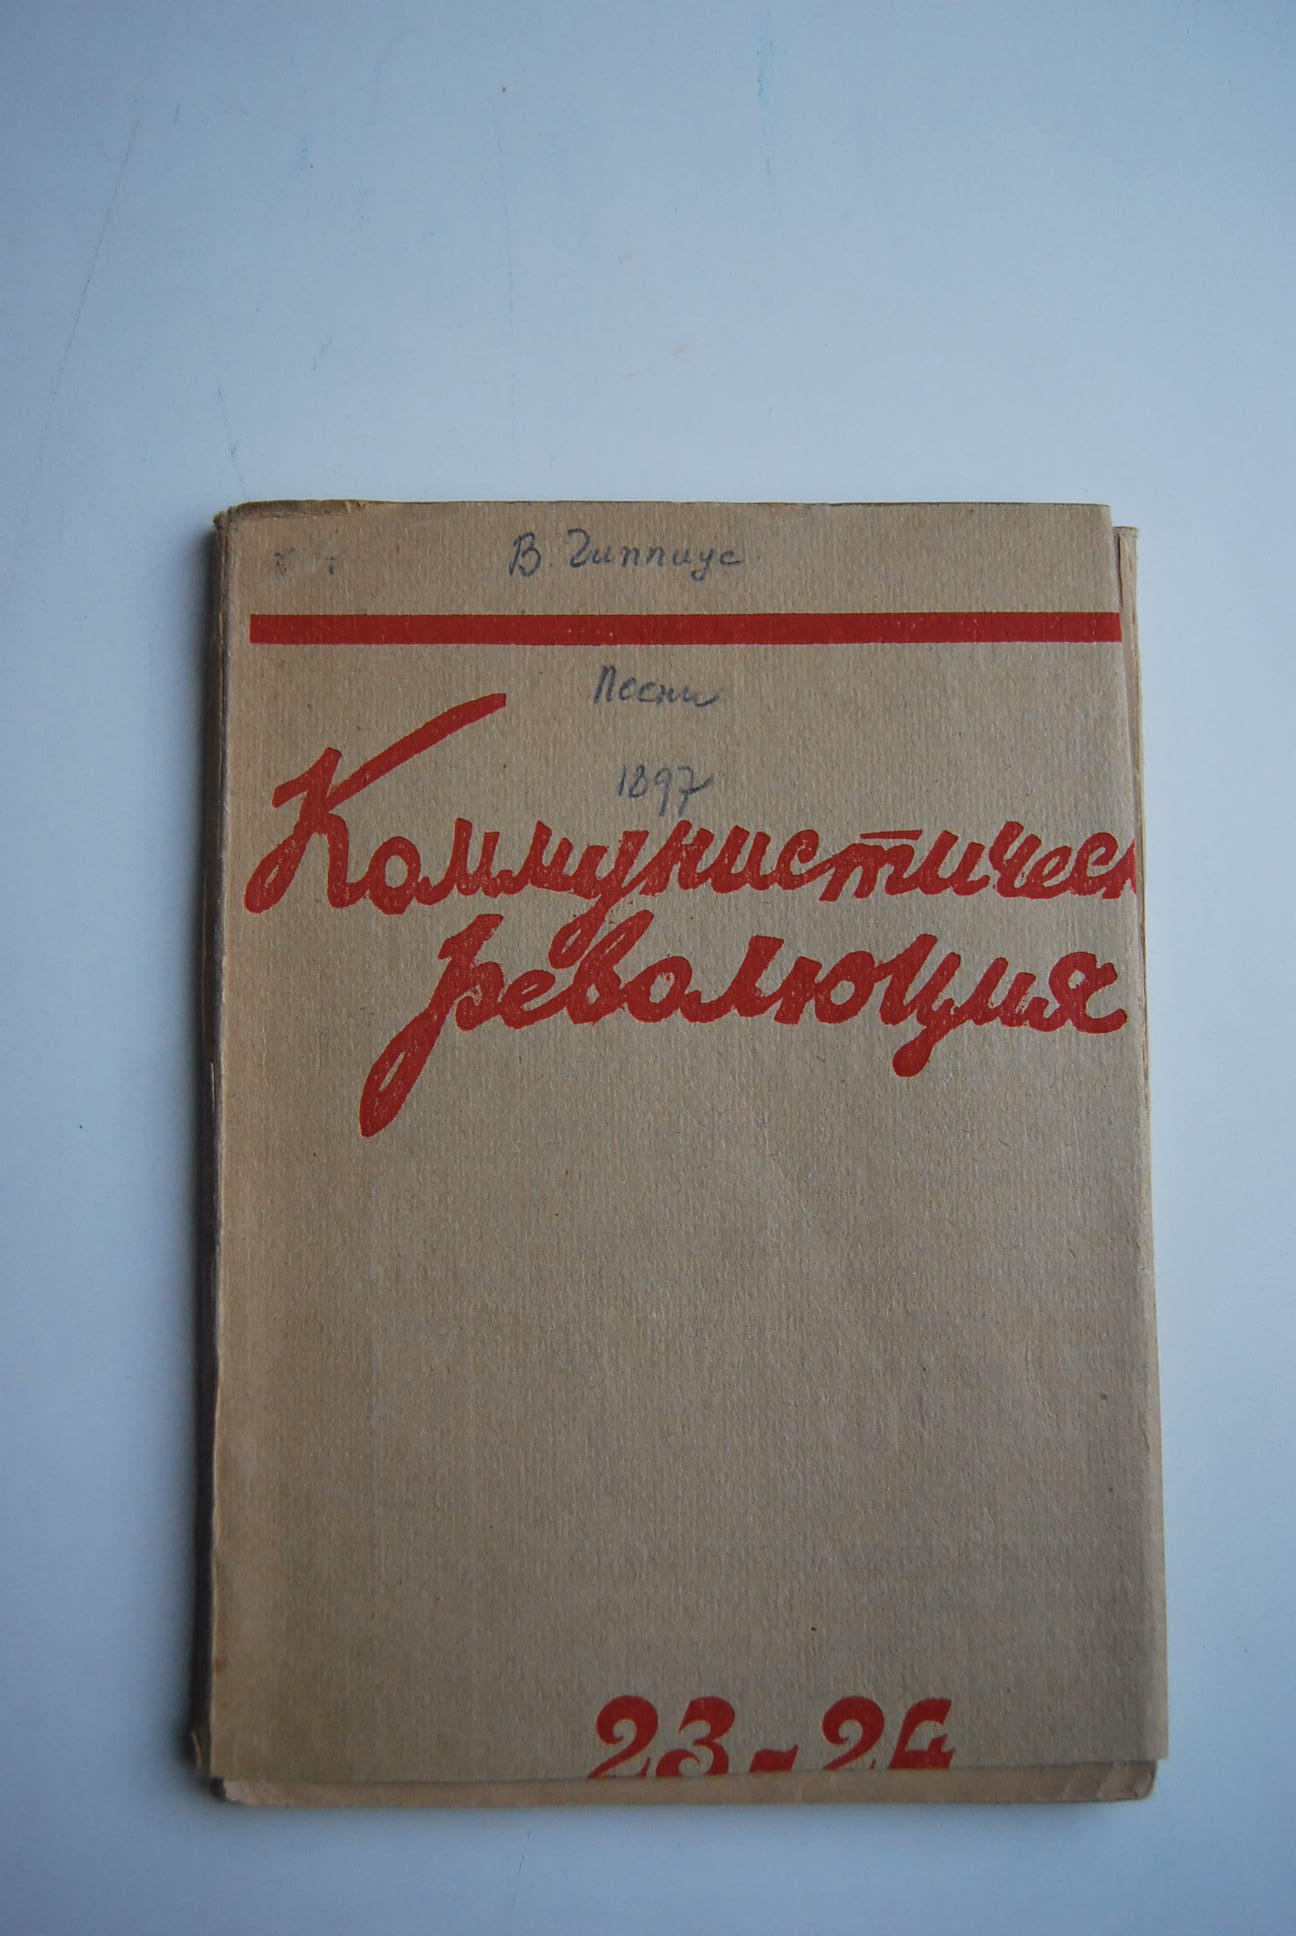 В. Гиппиус.
Песни
1897
Коммунистическ
революция
23-24